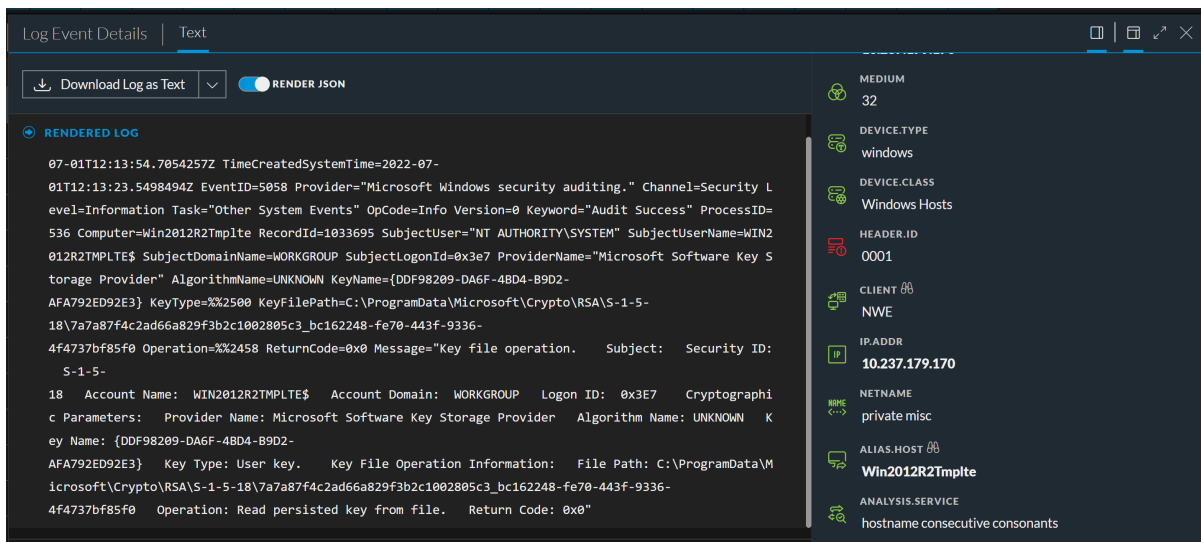 Log Event Details
Text
Download Log as Text
RENDER JSON
RENDERED LOG
07-01T12:13:54.7054257Z TimeCreatedSystemTime=2022-07-
01T12:13:23.5498494Z EventID=5058 Provider="Microsoft Windows security auditing." Channel=Security L
evel=Information Task="Other System Events" OpCode=Info Version=0 Keyword="Audit Success" ProcessID=
536 Computer=Win2012R2Tmplte RecordId=1033695 SubjectUser="NT AUTHORITY\SYSTEM" SubjectUserName=WIN2
012R2TMPLTE$ SubjectDomainName=WORKGROUP SubjectLogonId=0x3e7 ProviderName="Microsoft Software Key S
torage Provider" AlgorithmName=UNKNOWN KeyName={DDF98209-DA6F-4BD4-B9D2-
AFA792ED92E3} KeyType=%%2500 KeyFilePath=C:\ProgramData\Microsoft\Crypto\RSA\S-1-5-
18\7a7a87f4c2ad66a829f3b2c1002805c3_bc162248-fe70-443f-9336-
4f4737bf85f0 Operation=%%2458 ReturnCode=0x0 Message="Key file operation. Subject: Security ID:
S-1-5-
18 Account Name: WIN2012R2TMPLTE$ Account Domain: WORKGROUP Logon ID: 0x3E7 Cryptographi
c Parameters: Provider Name: Microsoft Software Key Storage Provider Algorithm Name: UNKNOWN K
ey Name: {DDF98209-DA6F-4BD4-B9D2-
AFA792ED92E3} Key Type: User key. Key File Operation Information: File Path: C:\ProgramData\M
icrosoft\Crypto\RSA\S-1-5-18\7a7a87f4c2ad66a829f3b2c1002805c3_bc162248-fe70-443f-9336-
4f4737bf85f0 Operation: Read persisted key from file. Return Code: 0x0"
MEDIUM
32
DEVICE.TYPE
windows
DEVICE.CLASS
Windows Hosts
HEADER.ID
0001
CLIENT
NWE
IP
IP.ADDR
10.237.179.170
NAME
NETNAME
private misc
ALIAS.HOST
Win2012R2Tmplte
ANALYSIS.SERVICE
hostname consecutive consonants